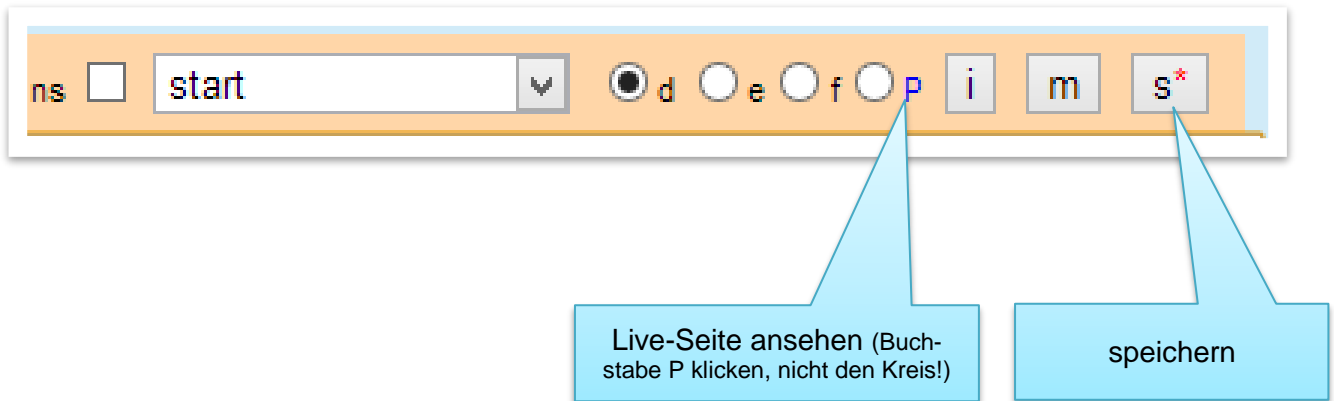 ns start d e f P i m s*
Live-Seite ansehen (Buch-
stabe P klicken, nicht den Kreis!)
speichern